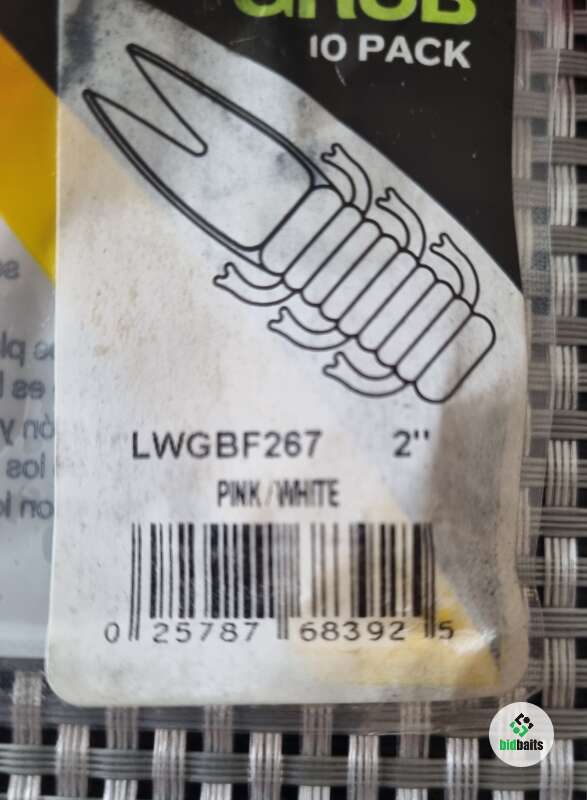 GRUB
10 PACK
LWGBF267 2"
PINK/WHITE
0 25787 68392 5
bidbaits